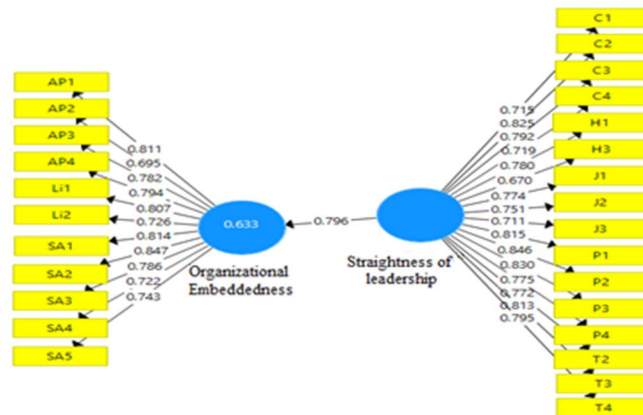 AP1
AP2
AP3
AP4
Li1
Li2
SA1
SA2
SA3
SA4
SA5
0.811
0.695
0.782
0.794
0.807
0.726
0.814
0.847
0.786
0.722
0.743
0.633
Organizational
Embeddedness
0.796
Straightness of
leadership
0.715
0.825
0.792
0.719
0.780
0.670
0.774
0.751
0.711
0.815
0.846
0.830
0.775
0.772
0.813
0.795
C1
C2
C3
C4
H1
H3
J1
J2
J3
P1
P2
P3
P4
T2
T3
T4